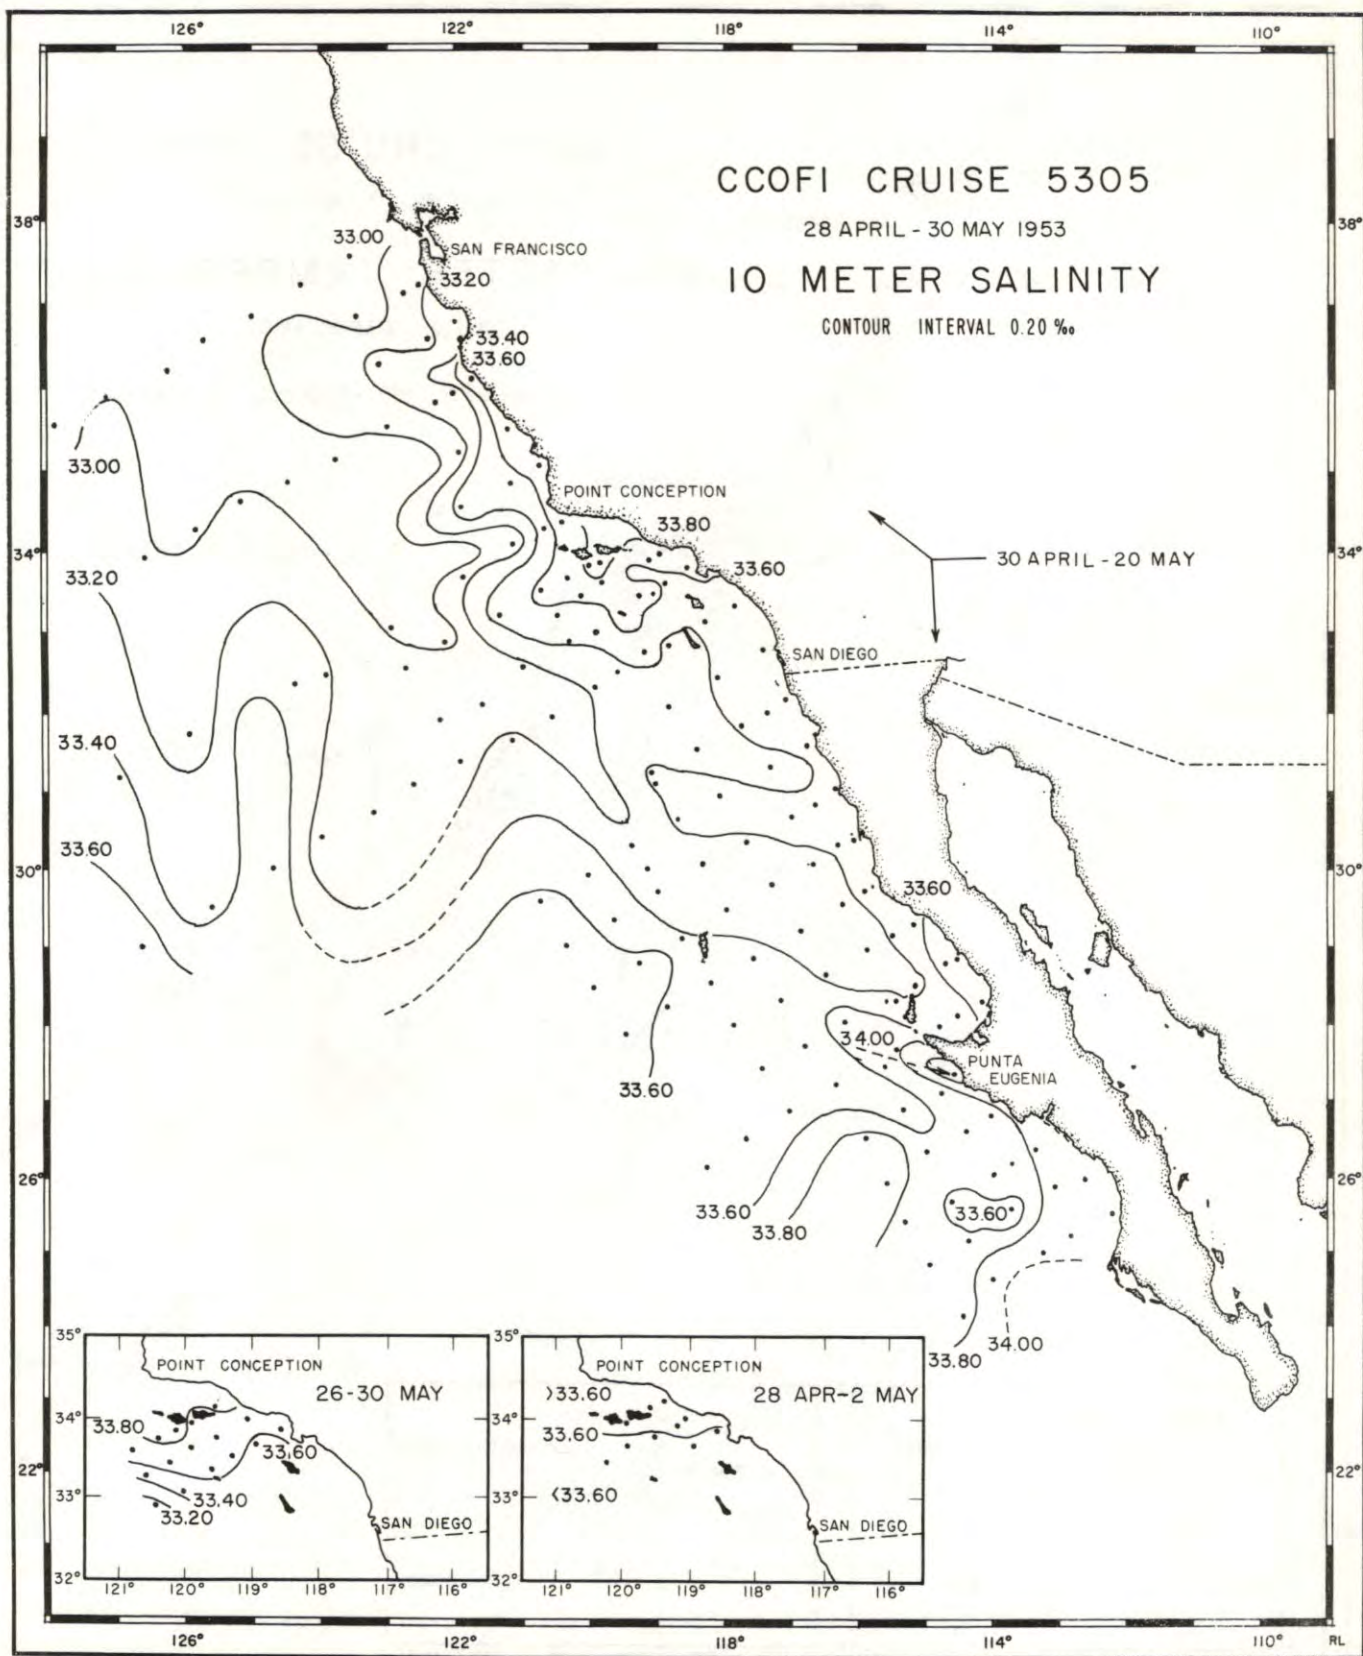 126° 122° 118° 114° 110°
CCOFI CRUISE 5305
28 APRIL - 30 MAY 1953
10 METER SALINITY
CONTOUR INTERVAL 0.20 ‰
38° 38°
33.00
SAN FRANCISCO
33.20
33.40
33.60
33.00
POINT CONCEPTION
33.80
34° 34°
30 APRIL - 20 MAY
33.60
33.20
SAN DIEGO
33.40
33.60
30° 30°
33.60
34.00
PUNTA
EUGENIA
33.60
26° 26°
33.60
33.60
33.80
34.00
33.80
35° 35°
POINT CONCEPTION
26-30 MAY
34°
33.80
33.60
33°
33.40
33.20
SAN DIEGO
32°
121° 120° 119° 118° 117° 116°
POINT CONCEPTION
28 APR-2 MAY
>33.60
34°
33.60
33°
<33.60
SAN DIEGO
32°
121° 120° 119° 118° 117° 116°
22° 22°
126° 122° 118° 114° 110°
RL